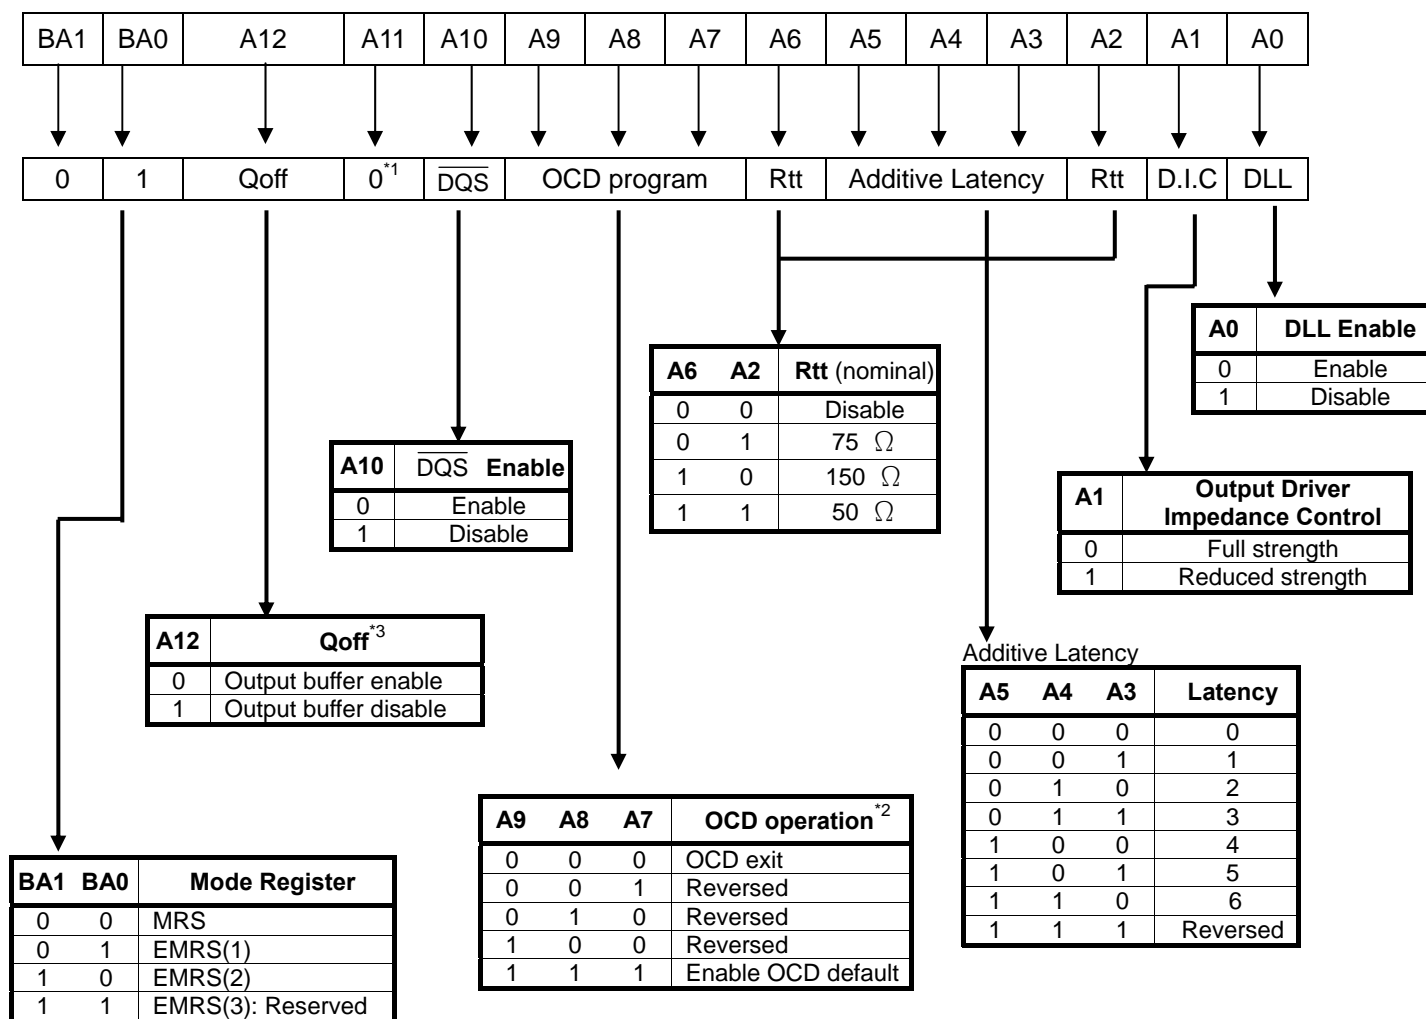 BA1 BA0 A12 A11 A10 A9 A8 A7 A6 A5 A4 A3 A2 A1 A0
0 1 Qoff 0*1 DQS OCD program Rtt Additive Latency Rtt D.I.C DLL
A0 DLL Enable
0 Enable
1 Disable
A6 A2 Rtt (nominal)
0 0 Disable
0 1 75 Ω
1 0 150 Ω
1 1 50 Ω
A10 DQS Enable
0 Enable
1 Disable
A1 Output Driver
Impedance Control
0 Full strength
1 Reduced strength
A12 Qoff*3
0 Output buffer enable
1 Output buffer disable
Additive Latency
A5 A4 A3 Latency
0 0 0 0
0 0 1 1
0 1 0 2
0 1 1 3
1 0 0 4
1 0 1 5
1 1 0 6
1 1 1 Reversed
A9 A8 A7 OCD operation*2
0 0 0 OCD exit
0 0 1 Reversed
0 1 0 Reversed
1 0 0 Reversed
1 1 1 Enable OCD default
BA1 BA0 Mode Register
0 0 MRS
0 1 EMRS(1)
1 0 EMRS(2)
1 1 EMRS(3): Reserved